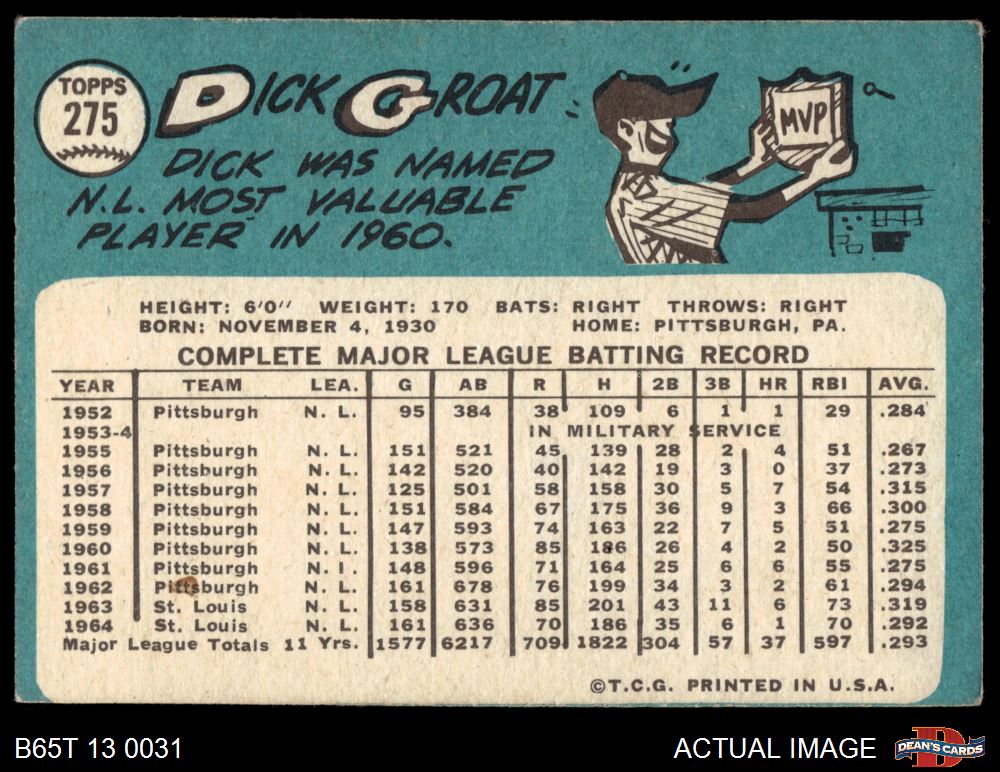 TOPPS
275
DICK GROAT
DICK WAS NAMED
N.L. MOST VALUABLE
PLAYER IN 1960.
MVP
HEIGHT: 6'0" WEIGHT: 170 BATS: RIGHT THROWS: RIGHT
BORN: NOVEMBER 4, 1930 HOME: PITTSBURGH, PA.
COMPLETE MAJOR LEAGUE BATTING RECORD
YEAR TEAM LEA. G AB R H 2B 3B HR RBI AVG.
1952 Pittsburgh N. L. 95 384 38 109 6 1 1 29 .284
1953-4 IN MILITARY SERVICE
1955 Pittsburgh N. L. 151 521 45 139 28 2 4 51 .267
1956 Pittsburgh N. L. 142 520 40 142 19 3 0 37 .273
1957 Pittsburgh N. L. 125 501 58 158 30 5 7 54 .315
1958 Pittsburgh N. L. 151 584 67 175 36 9 3 66 .300
1959 Pittsburgh N. L. 147 593 74 163 22 7 5 51 .275
1960 Pittsburgh N. L. 138 573 85 186 26 4 2 50 .325
1961 Pittsburgh N. L. 148 596 71 164 25 6 6 55 .275
1962 Pittsburgh N. L. 161 678 76 199 34 3 2 61 .294
1963 St. Louis N. L. 158 631 85 201 43 11 6 73 .319
1964 St. Louis N. L. 161 636 70 186 35 6 1 70 .292
Major League Totals 11 Yrs. 1577 6217 709 1822 304 57 37 597 .293
©T.C.G. PRINTED IN U.S.A.
B65T 13 0031 ACTUAL IMAGE DEAN'S CARDS